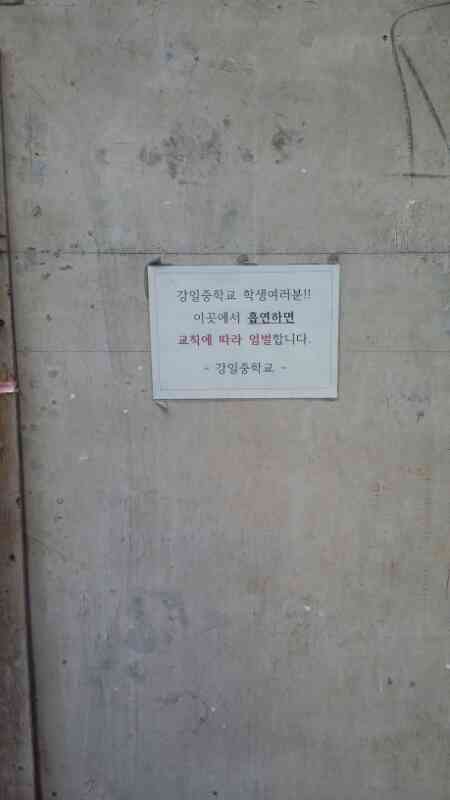 강일중학교 학생여러분!!
이곳에서 흡연하면
교칙에 따라 엄벌합니다.
- 강일중학교 -